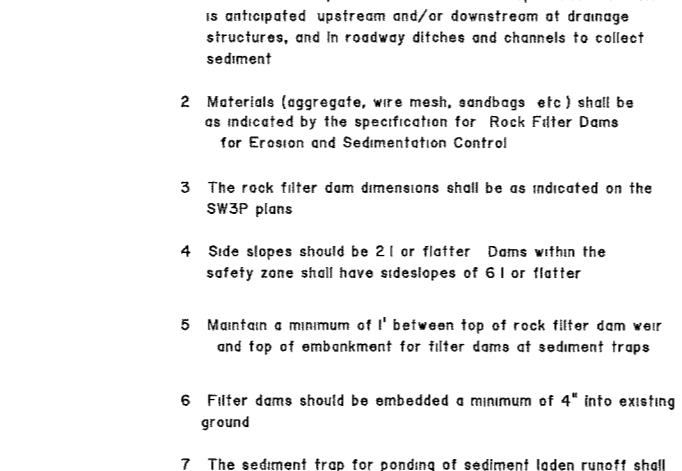 is anticipated upstream and/or downstream at drainage
structures, and in roadway ditches and channels to collect
sediment
2 Materials (aggregate, wire mesh, sandbags etc ) shall be
as indicated by the specification for Rock Filter Dams
for Erosion and Sedimentation Control
3 The rock filter dam dimensions shall be as indicated on the
SW3P plans
4 Side slopes should be 2 1 or flatter Dams within the
safety zone shall have sideslopes of 6 1 or flatter
5 Maintain a minimum of 1' between top of rock filter dam weir
and top of embankment for filter dams at sediment traps
6 Filter dams should be embedded a minimum of 4" into existing
ground
7 The sediment trap for ponding of sediment laden runoff shall